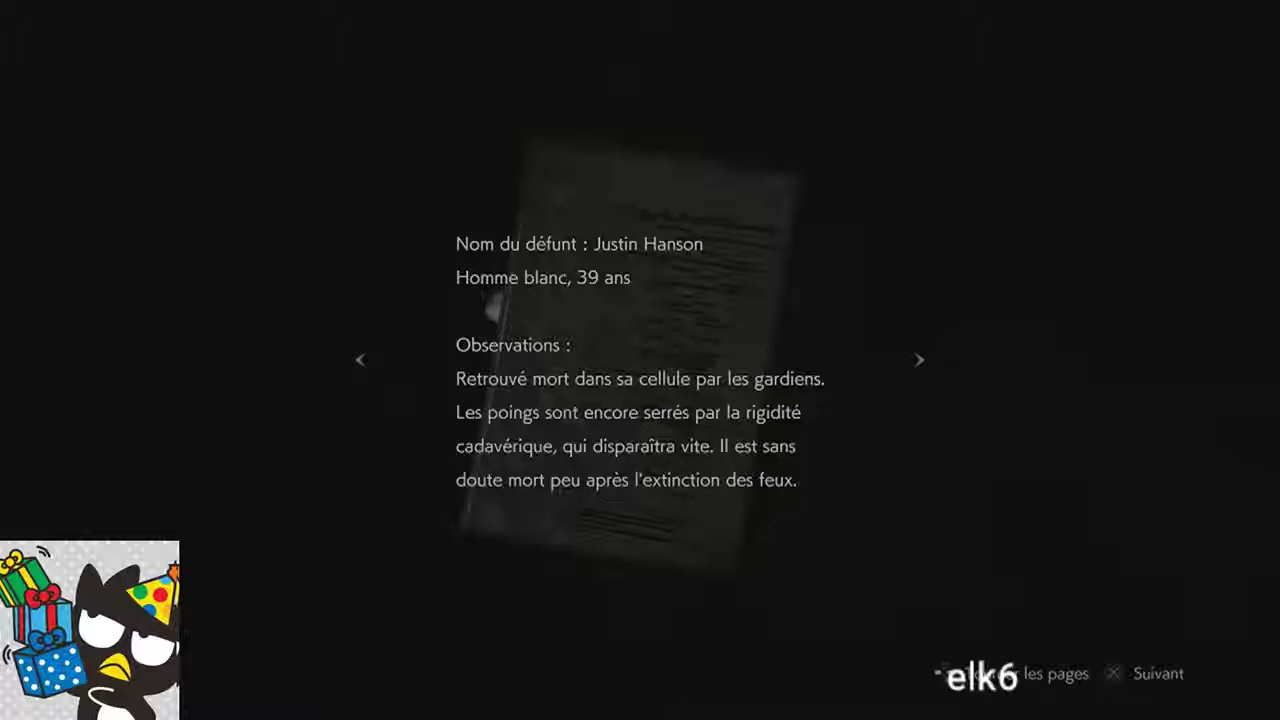 Nom du défunt : Justin Hanson
Homme blanc, 39 ans
Observations :
Retrouvé mort dans sa cellule par les gardiens.
Les poings sont encore serrés par la rigidité
cadavérique, qui disparaîtra vite. Il est sans
doute mort peu après l'extinction des feux.
elk6 les pages Suivant